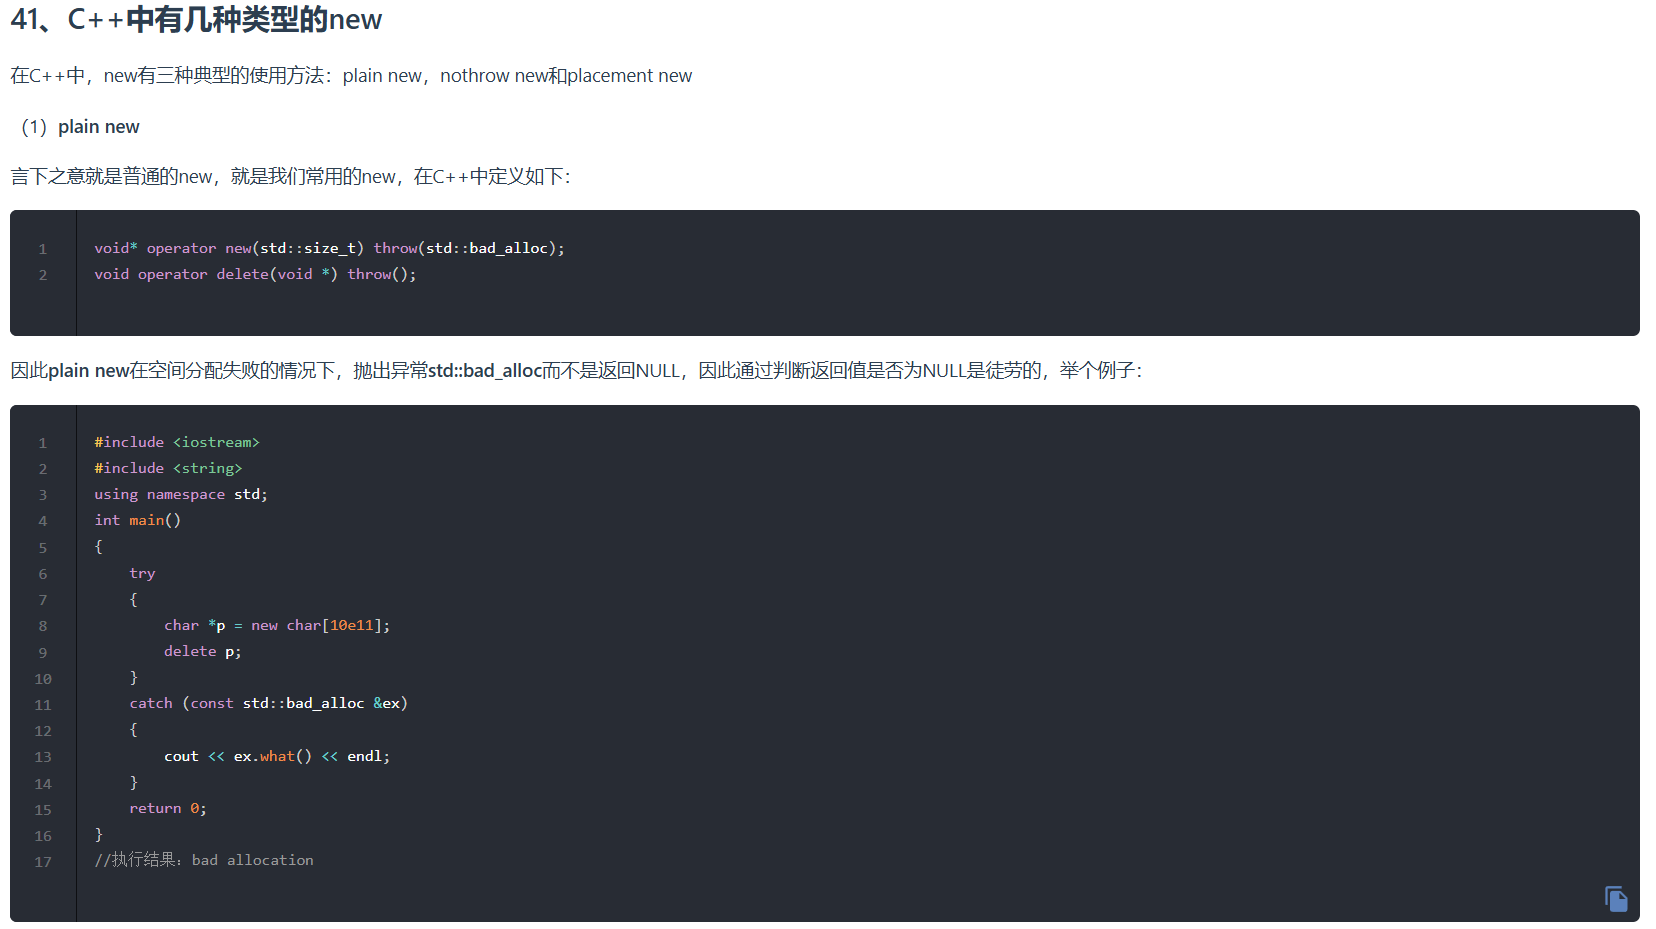 41、C++中有几种类型的new
在C++中，new有三种典型的使用方法：plain new，nothrow new和placement new
（1）plain new
言下之意就是普通的new，就是我们常用的new，在C++中定义如下：
1 void* operator new(std::size_t) throw(std::bad_alloc);
2 void operator delete(void *) throw();
因此plain new在空间分配失败的情况下，抛出异常std::bad_alloc而不是返回NULL，因此通过判断返回值是否为NULL是徒劳的，举个例子：
1 #include <iostream>
2 #include <string>
3 using namespace std;
4 int main()
5 {
6     try
7     {
8         char *p = new char[10e11];
9         delete p;
10     }
11     catch (const std::bad_alloc &ex)
12     {
13         cout << ex.what() << endl;
14     }
15     return 0;
16 }
17 //执行结果：bad allocation